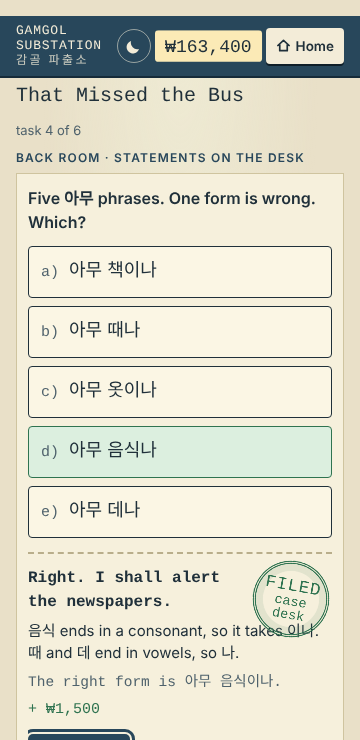 GAMGOL
SUBSTATION
감골 파출소
₩163,400
Home
That Missed the Bus
task 4 of 6
BACK ROOM · STATEMENTS ON THE DESK
Five 아무 phrases. One form is wrong.
Which?
a) 아무 책이나
b) 아무 때나
c) 아무 옷이나
d) 아무 음식나
e) 아무 데나
Right. I shall alert
the newspapers.
FILED
case
desk
음식 ends in a consonant, so it takes 이나.
때 and 데 end in vowels, so 나.
The right form is 아무 음식이나.
+ ₩1,500